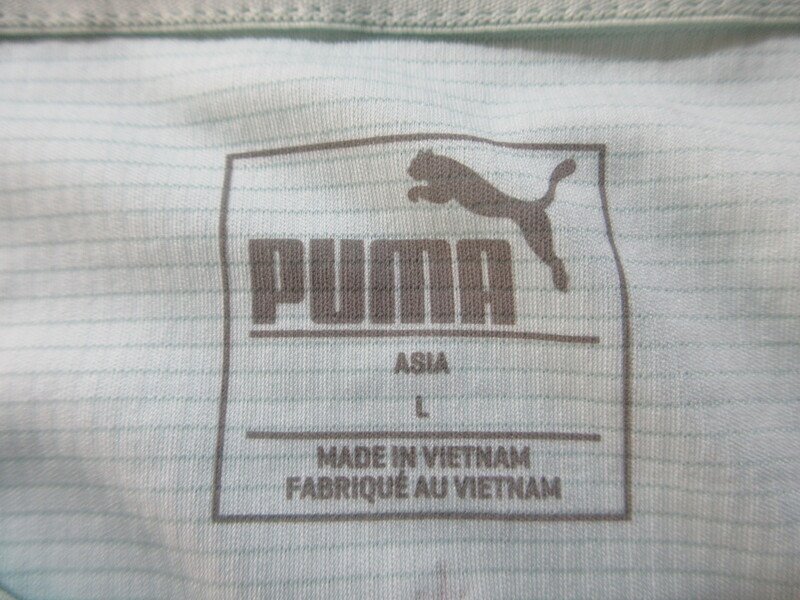 PUMA
ASIA
L
MADE IN VIETNAM
FABRIQUÉ AU VIETNAM